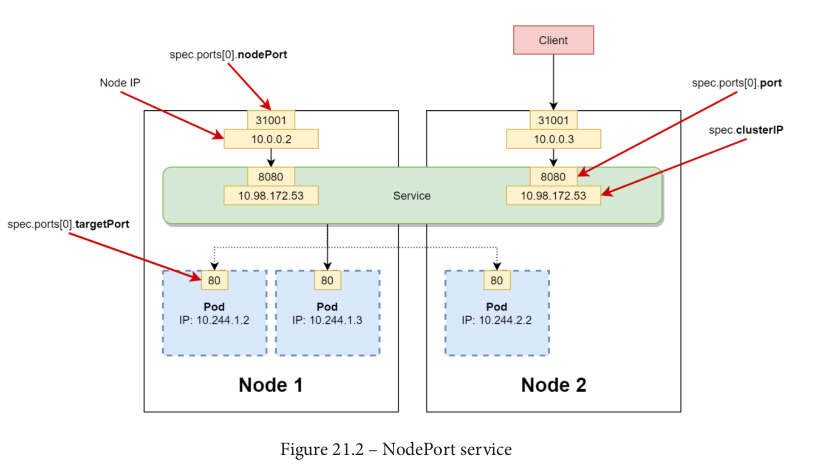 Client
spec.ports[0].nodePort
Node IP
spec.ports[0].port
31001
31001
10.0.0.2
10.0.0.3
spec.clusterIP
8080
8080
10.98.172.53
Service
10.98.172.53
spec.ports[0].targetPort
80
80
80
Pod
IP: 10.244.1.2
Pod
IP: 10.244.1.3
Pod
IP: 10.244.2.2
Node 1
Node 2
Figure 21.2 – NodePort service